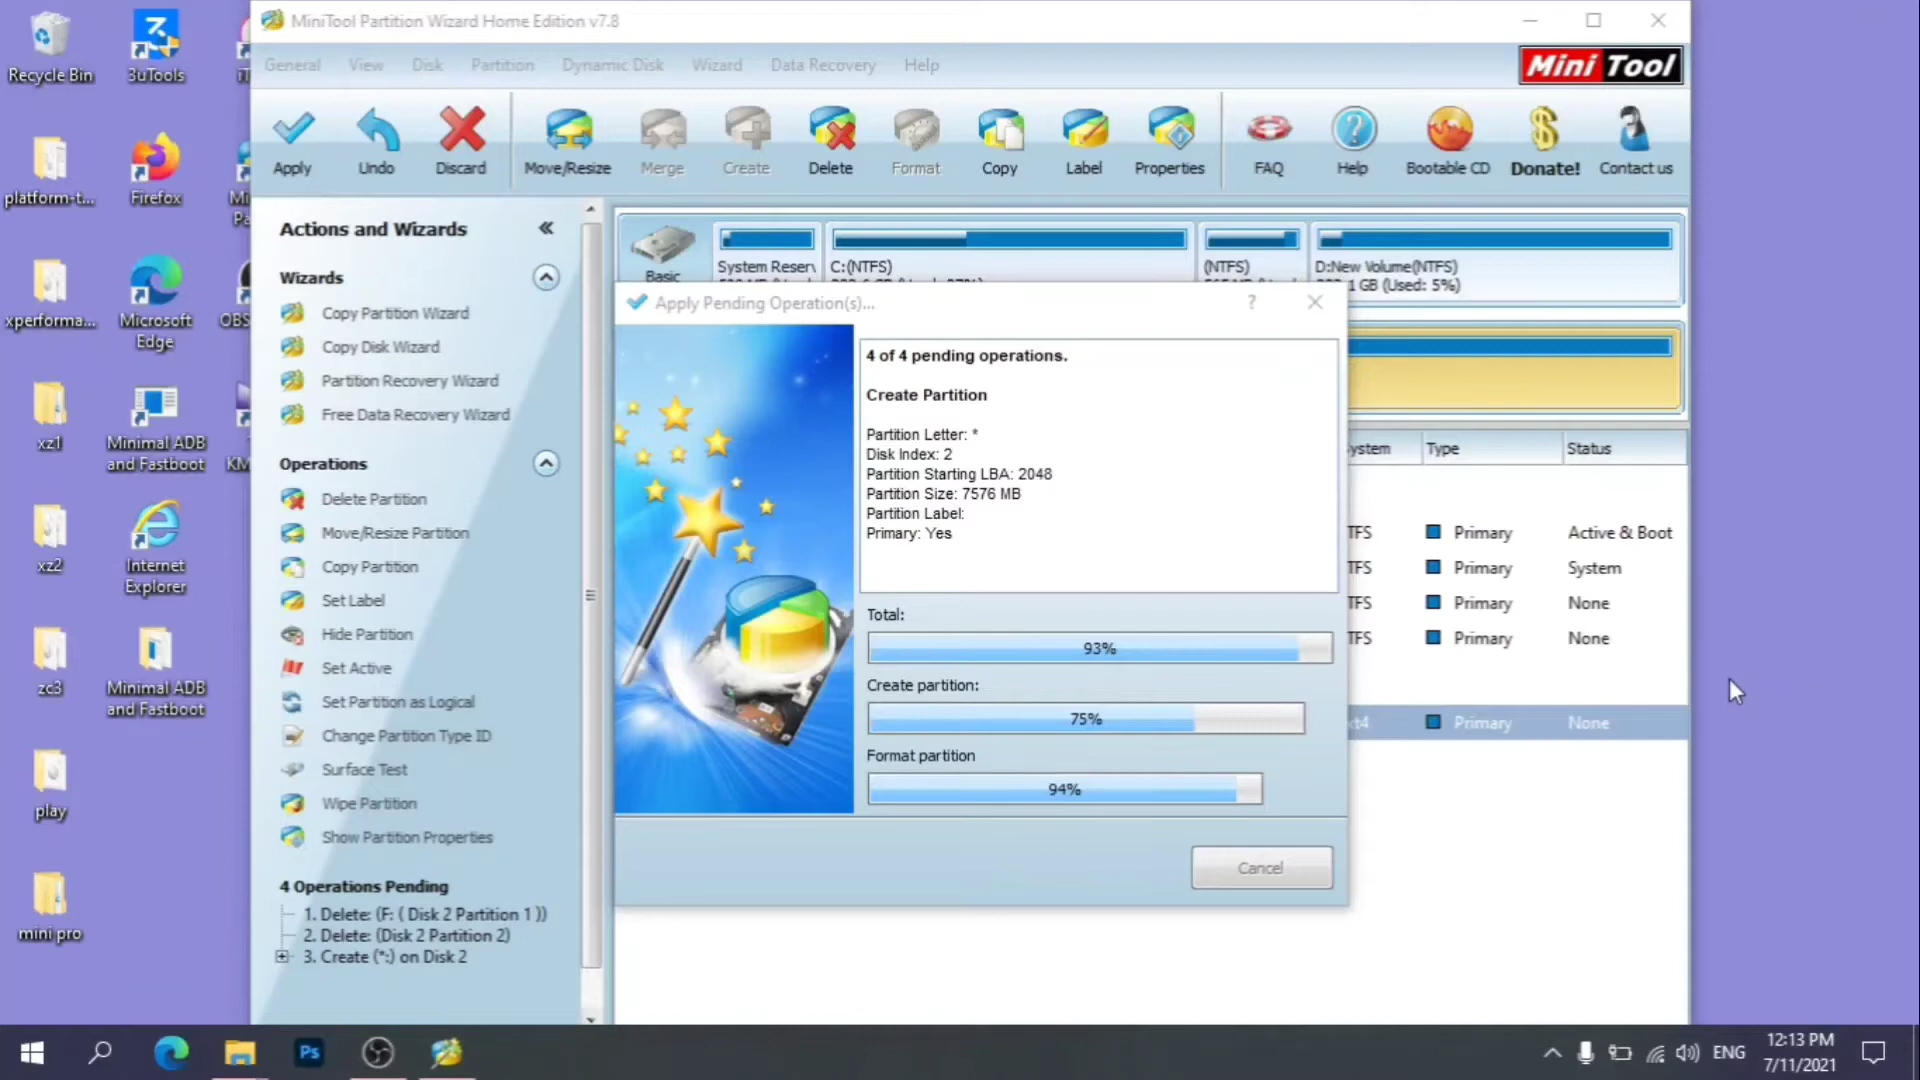 MiniTool Partition Wizard Home Edition v7.8
General View Disk Partition Dynamic Disk Wizard Data Recovery Help
Mini Tool
Apply Undo Discard Move/Resize Merge Create Delete Format Copy Label Properties FAQ Help Bootable CD Donate! Contact us
Recycle Bin
3uTools
platform-t...
Firefox
xperforma...
Microsoft
Edge
OBS
xz1
Minimal ADB
and Fastboot
KM
xz2
Internet
Explorer
zc3
Minimal ADB
and Fastboot
play
mini pro
Actions and Wizards
Wizards
Copy Partition Wizard
Copy Disk Wizard
Partition Recovery Wizard
Free Data Recovery Wizard
Operations
Delete Partition
Move/Resize Partition
Copy Partition
Set Label
Hide Partition
Set Active
Set Partition as Logical
Change Partition Type ID
Surface Test
Wipe Partition
Show Partition Properties
4 Operations Pending
1. Delete: (F: ( Disk 2 Partition 1 ))
2. Delete: (Disk 2 Partition 2)
3. Create (*:) on Disk 2
Basic
System Reserv
C:(NTFS)
(NTFS)
D:New Volume(NTFS)
1 GB (Used: 5%)
Apply Pending Operation(s)...
4 of 4 pending operations.
Create Partition
Partition Letter: *
Disk Index: 2
Partition Starting LBA: 2048
Partition Size: 7576 MB
Partition Label:
Primary: Yes
Total:
93%
Create partition:
75%
Format partition
94%
Cancel
ystem Type Status
TFS Primary Active & Boot
TFS Primary System
TFS Primary None
TFS Primary None
xt4 Primary None
Ps
ENG
12:13 PM
7/11/2021